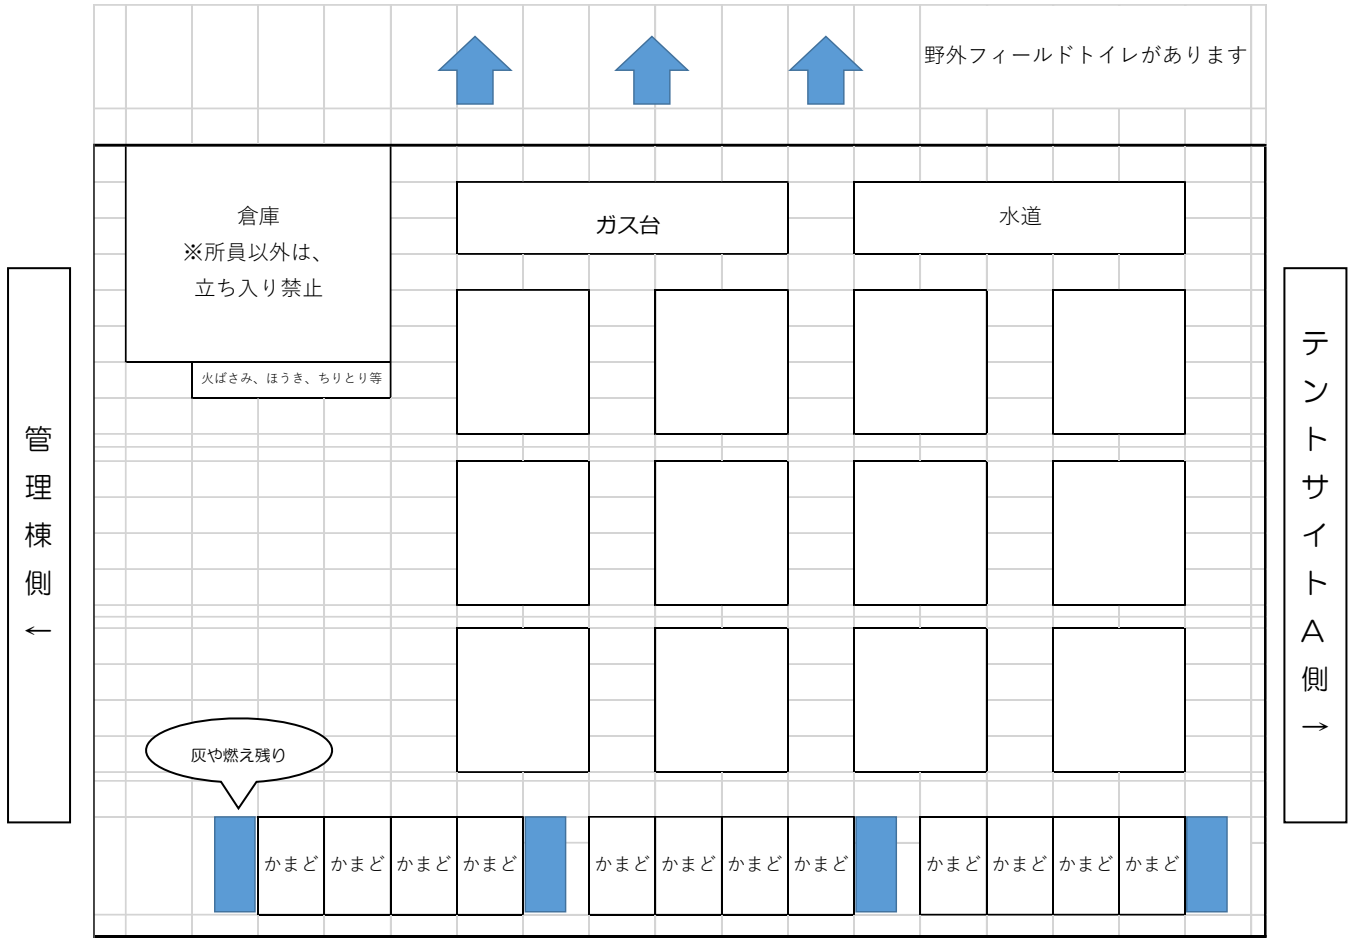 野外フィールドトイレがあります
倉庫
※所員以外は、
立ち入り禁止
ガス台
水道
火ばさみ、ほうき、ちりとり等
管理棟側←
テントサイトA側→
灰や燃え残り
かまど かまど かまど かまど かまど かまど かまど かまど かまど かまど かまど かまど